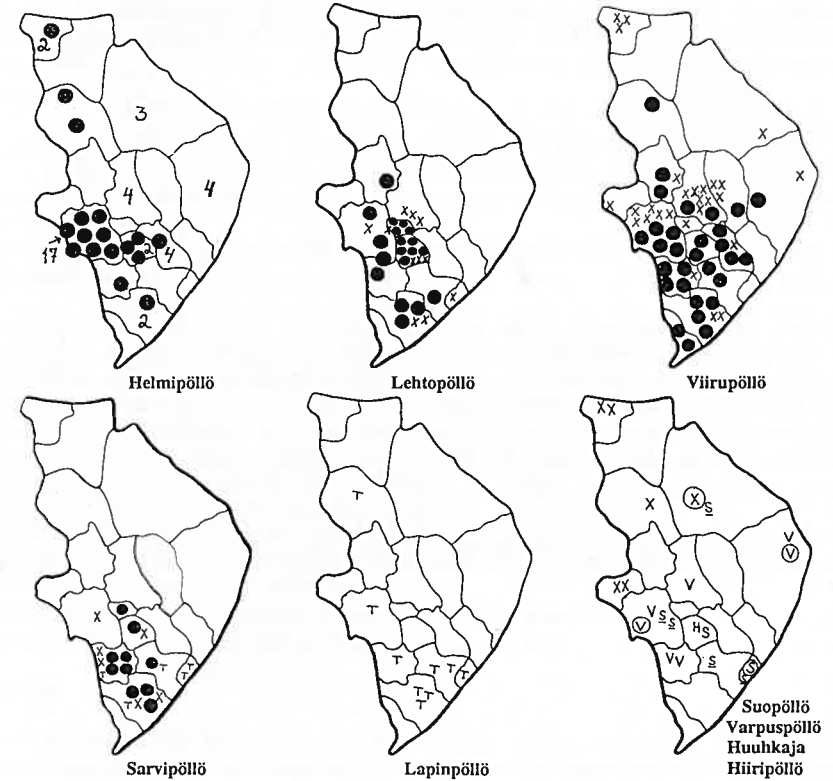 2
3
4
4
17
2
4
2
Helmipöllö
X X X
X
X X
X
X X
Lehtopöllö
X X
X
X
X
X
X
X X
Viirupöllö
X
X
X
X
T
T
T
X
T
X
Sarvipöllö
T
T
T
T
T
T
T
T
T
Lapinpöllö
X X
X
X
S
V
V
X X
V
V
S
S
V
H
S
V V
S
Suopöllö
Varpuspöllö
Huuhkaja
Hiiripöllö